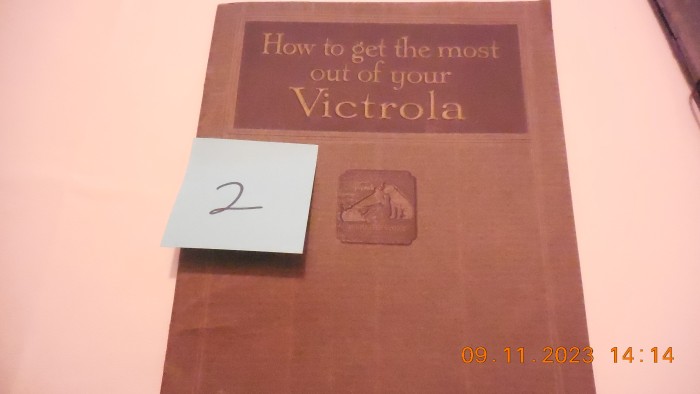 How to get the most
out of your
Victrola
2
09.11.2023 14:14